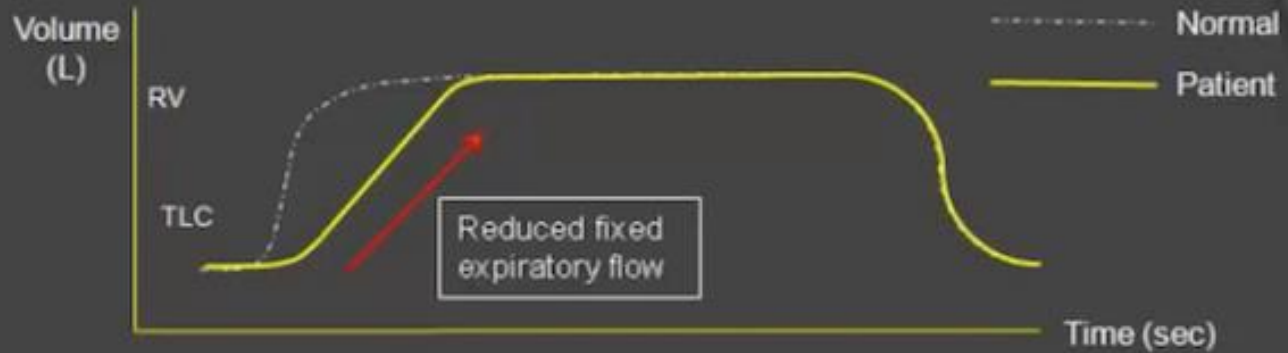 Volume
(L)
RV
TLC
Normal
Patient
Reduced fixed
expiratory flow
Time (sec)